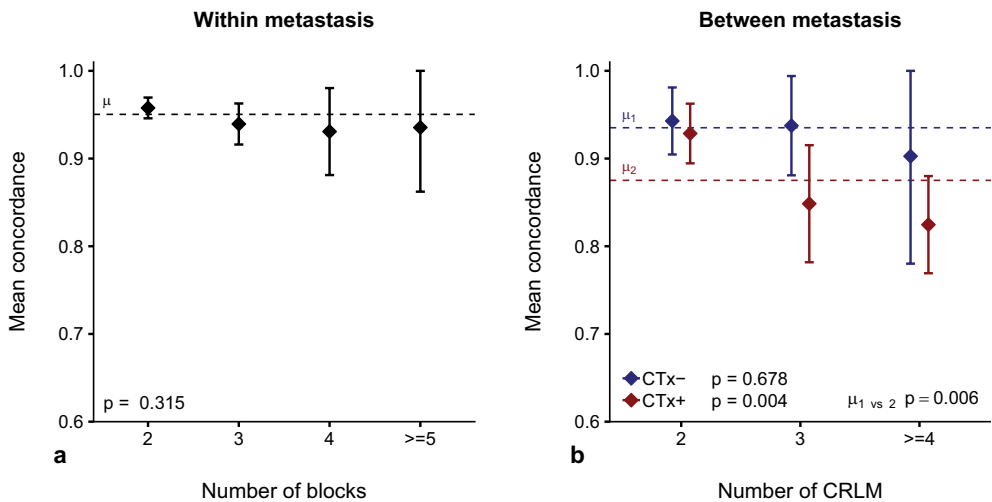 Within metastasis
Mean concordance
1.0
0.9
0.8
0.7
0.6
μ
p = 0.315
2 3 4 >=5
a
Number of blocks
Between metastasis
Mean concordance
1.0
0.9
0.8
0.7
0.6
μ1
μ2
CTx− p = 0.678
CTx+ p = 0.004
μ1 vs 2 p = 0.006
2 3 >=4
b
Number of CRLM